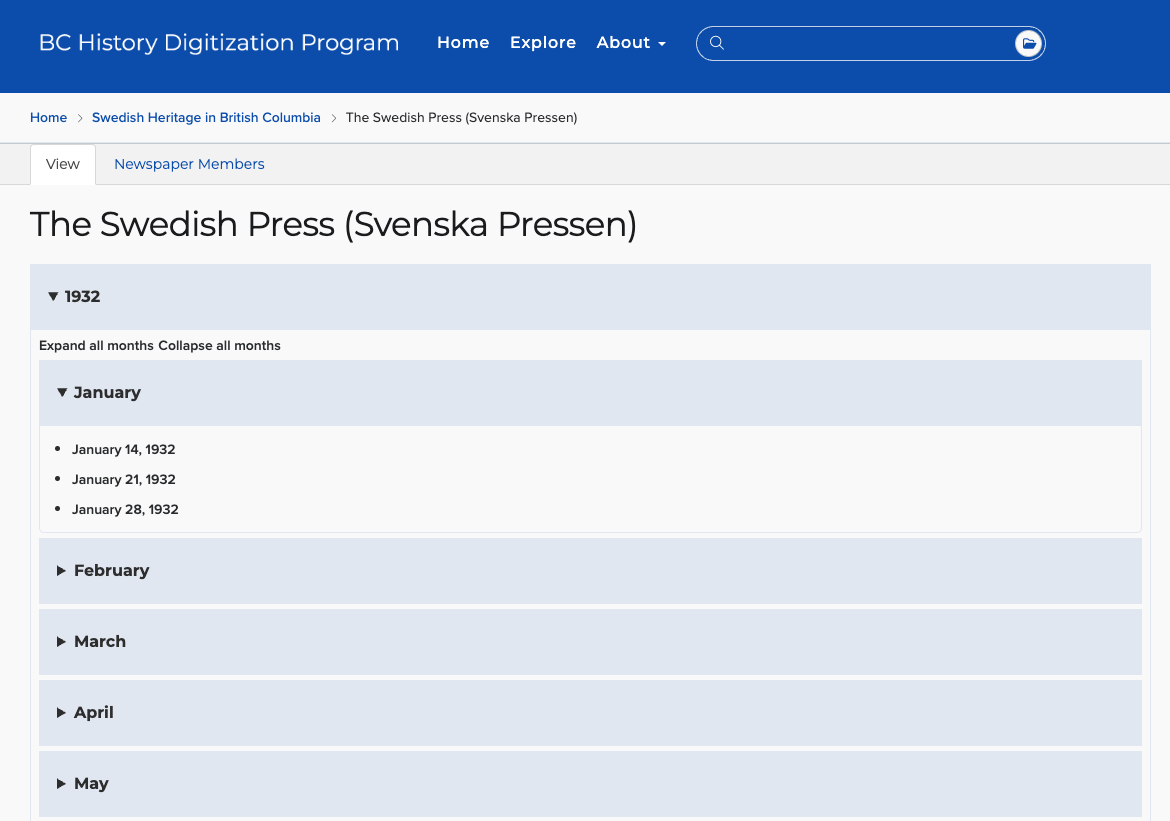 BC History Digitization Program Home Explore About
Home > Swedish Heritage in British Columbia > The Swedish Press (Svenska Pressen)
View Newspaper Members
The Swedish Press (Svenska Pressen)
1932
Expand all months Collapse all months
January
January 14, 1932
January 21, 1932
January 28, 1932
February
March
April
May